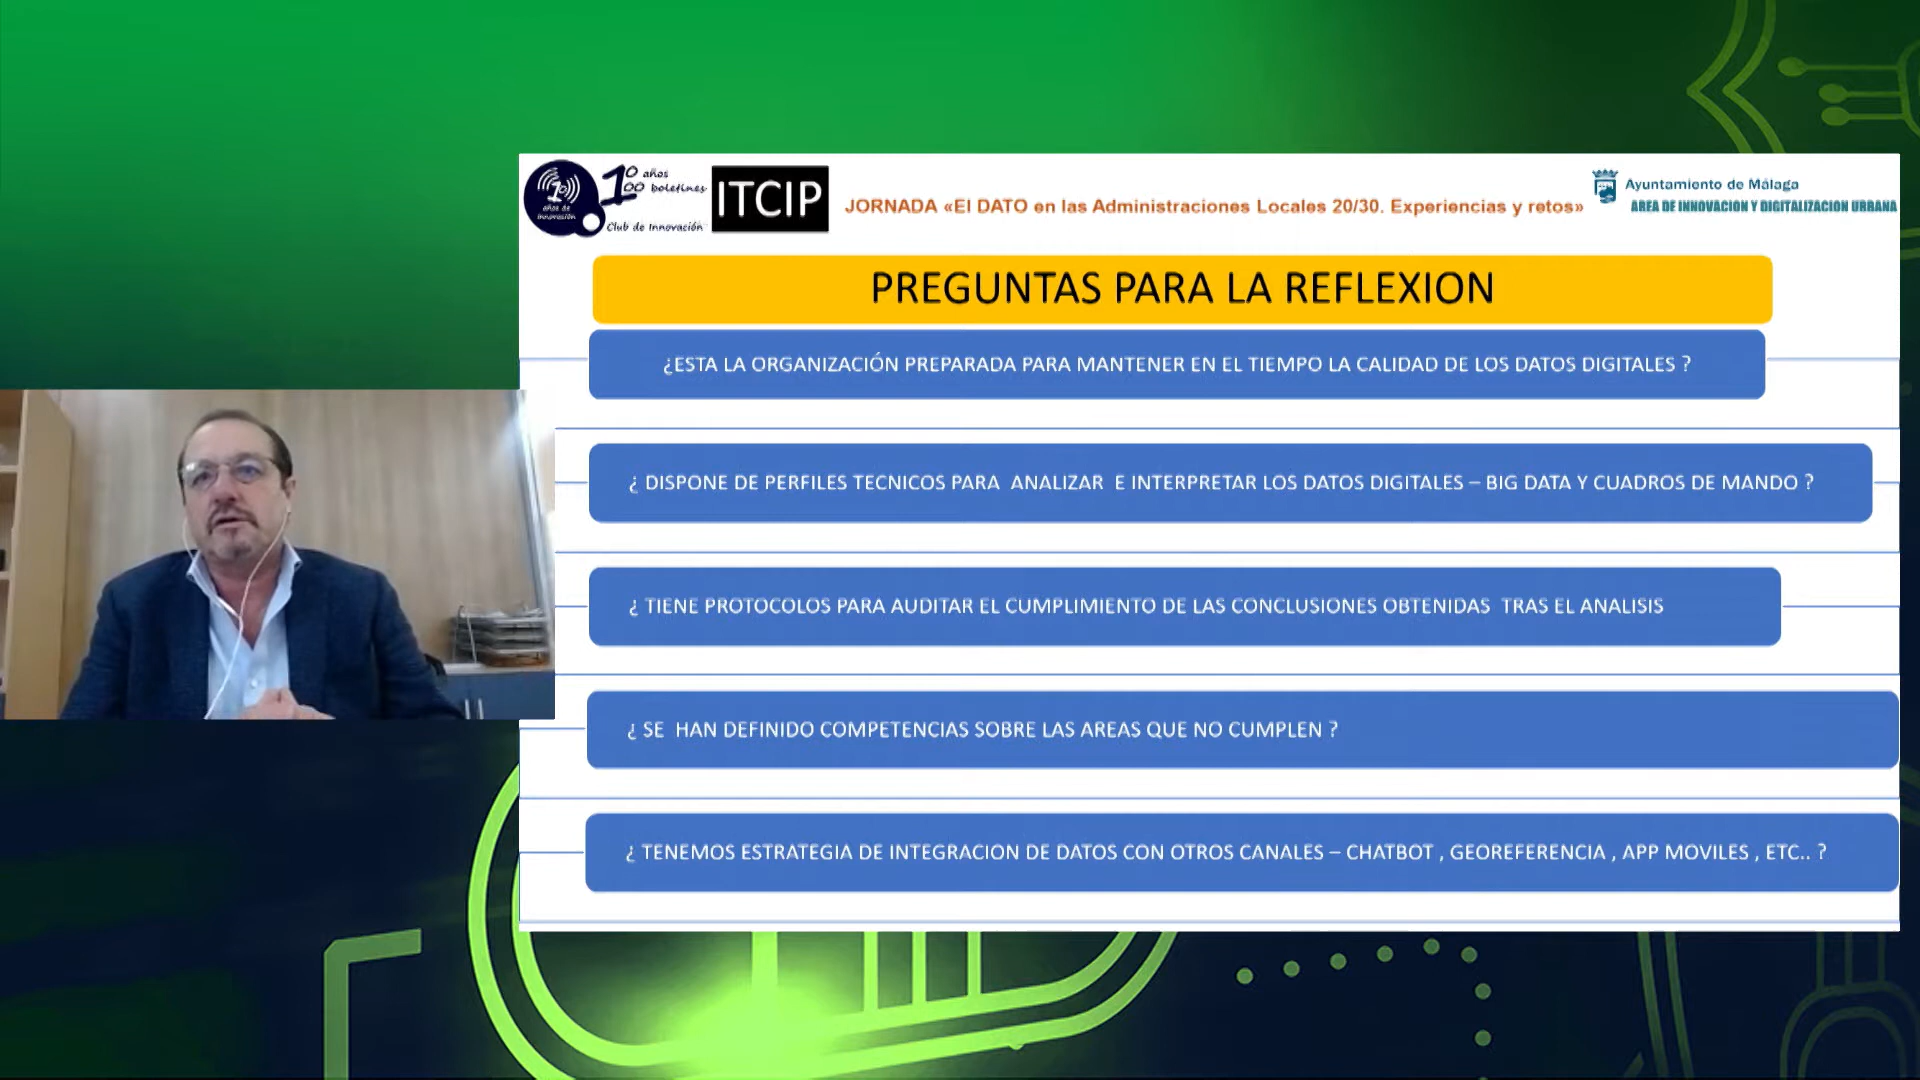 10
años de
innovación
10 años
100 boletines
Club de Innovación
ITCIP
JORNADA «El DATO en las Administraciones Locales 20/30. Experiencias y retos»
Ayuntamiento de Málaga
AREA DE INNOVACION Y DIGITALIZACION URBANA
PREGUNTAS PARA LA REFLEXION
¿ESTA LA ORGANIZACIÓN PREPARADA PARA MANTENER EN EL TIEMPO LA CALIDAD DE LOS DATOS DIGITALES ?
¿ DISPONE DE PERFILES TECNICOS PARA ANALIZAR E INTERPRETAR LOS DATOS DIGITALES – BIG DATA Y CUADROS DE MANDO ?
¿ TIENE PROTOCOLOS PARA AUDITAR EL CUMPLIMIENTO DE LAS CONCLUSIONES OBTENIDAS TRAS EL ANALISIS
¿ SE HAN DEFINIDO COMPETENCIAS SOBRE LAS AREAS QUE NO CUMPLEN ?
¿ TENEMOS ESTRATEGIA DE INTEGRACION DE DATOS CON OTROS CANALES – CHATBOT , GEOREFERENCIA , APP MOVILES , ETC.. ?